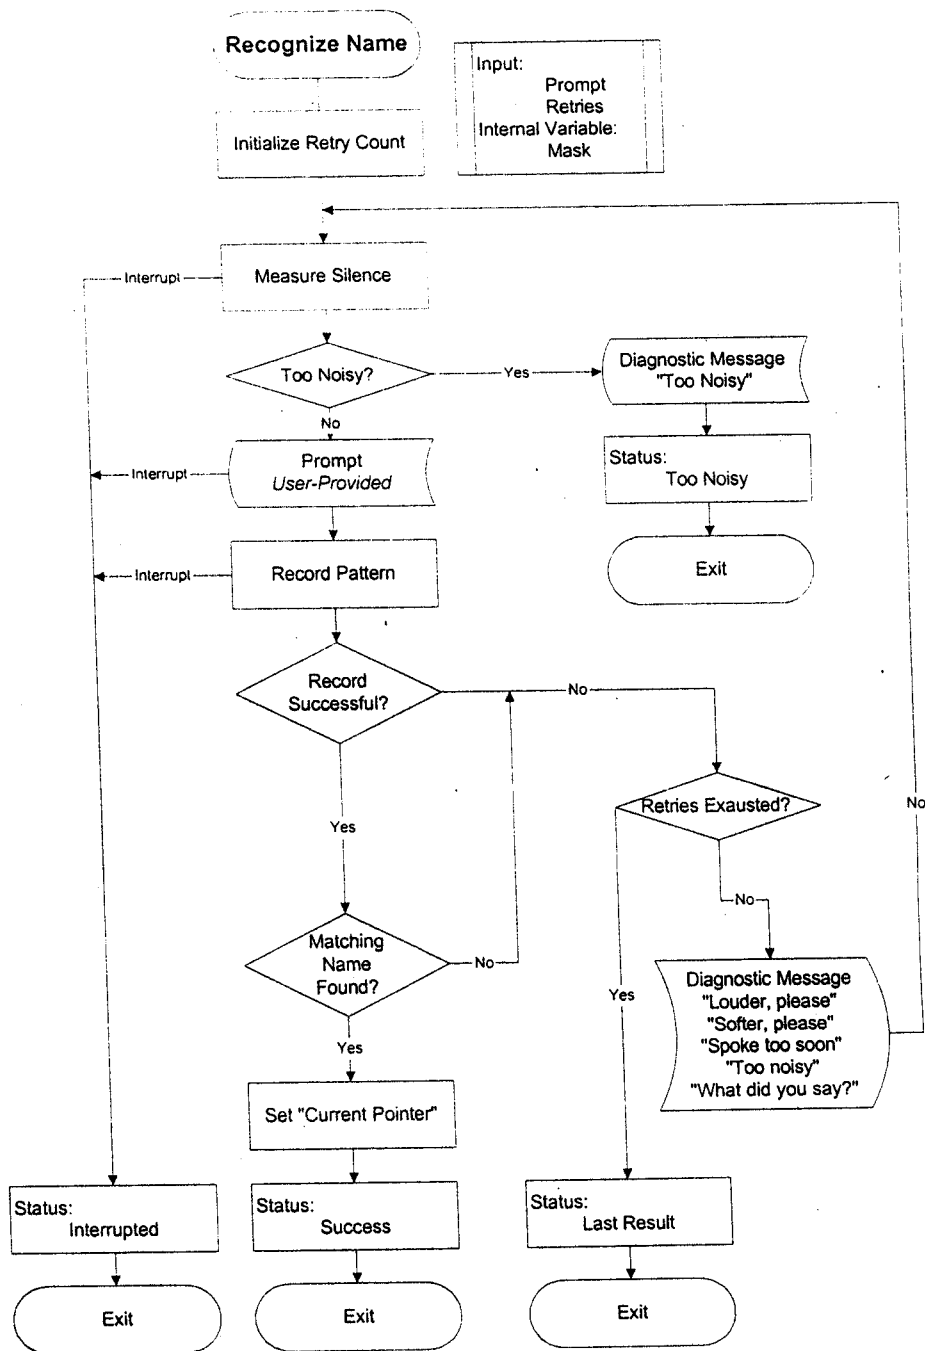 Recognize Name
Input:
Prompt
Retries
Internal Variable:
Mask
Initialize Retry Count
Interrupt
Measure Silence
Too Noisy?
Yes
Diagnostic Message
"Too Noisy"
No
Interrupt
Prompt
User-Provided
Status:
Too Noisy
Interrupt
Record Pattern
Exit
Record
Successful?
No
Retries Exausted?
No
Yes
No
Matching
Name
Found?
No
Yes
Diagnostic Message
"Louder, please"
"Softer, please"
"Spoke too soon"
"Too noisy"
"What did you say?"
Yes
Set "Current Pointer"
Status:
Interrupted
Status:
Success
Status:
Last Result
Exit
Exit
Exit